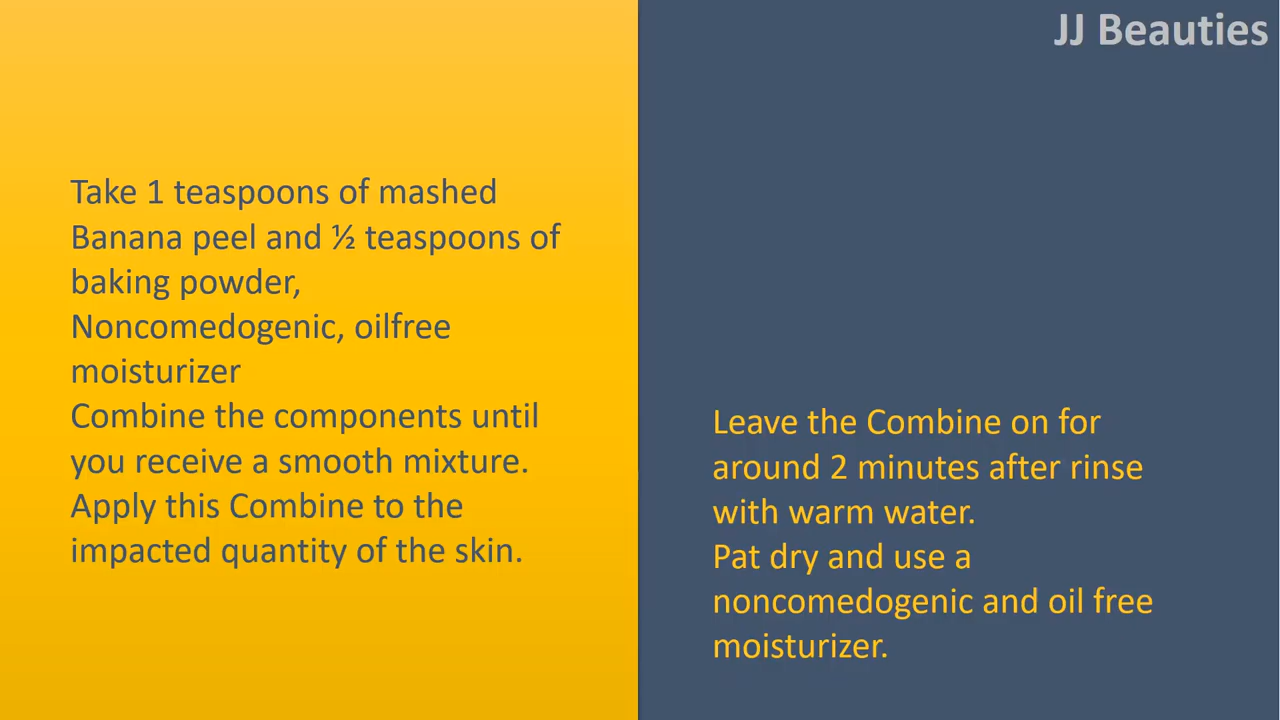 JJ Beauties
Take 1 teaspoons of mashed
Banana peel and ½ teaspoons of
baking powder,
Noncomedogenic, oilfree
moisturizer
Combine the components until
you receive a smooth mixture.
Apply this Combine to the
impacted quantity of the skin.
Leave the Combine on for
around 2 minutes after rinse
with warm water.
Pat dry and use a
noncomedogenic and oil free
moisturizer.